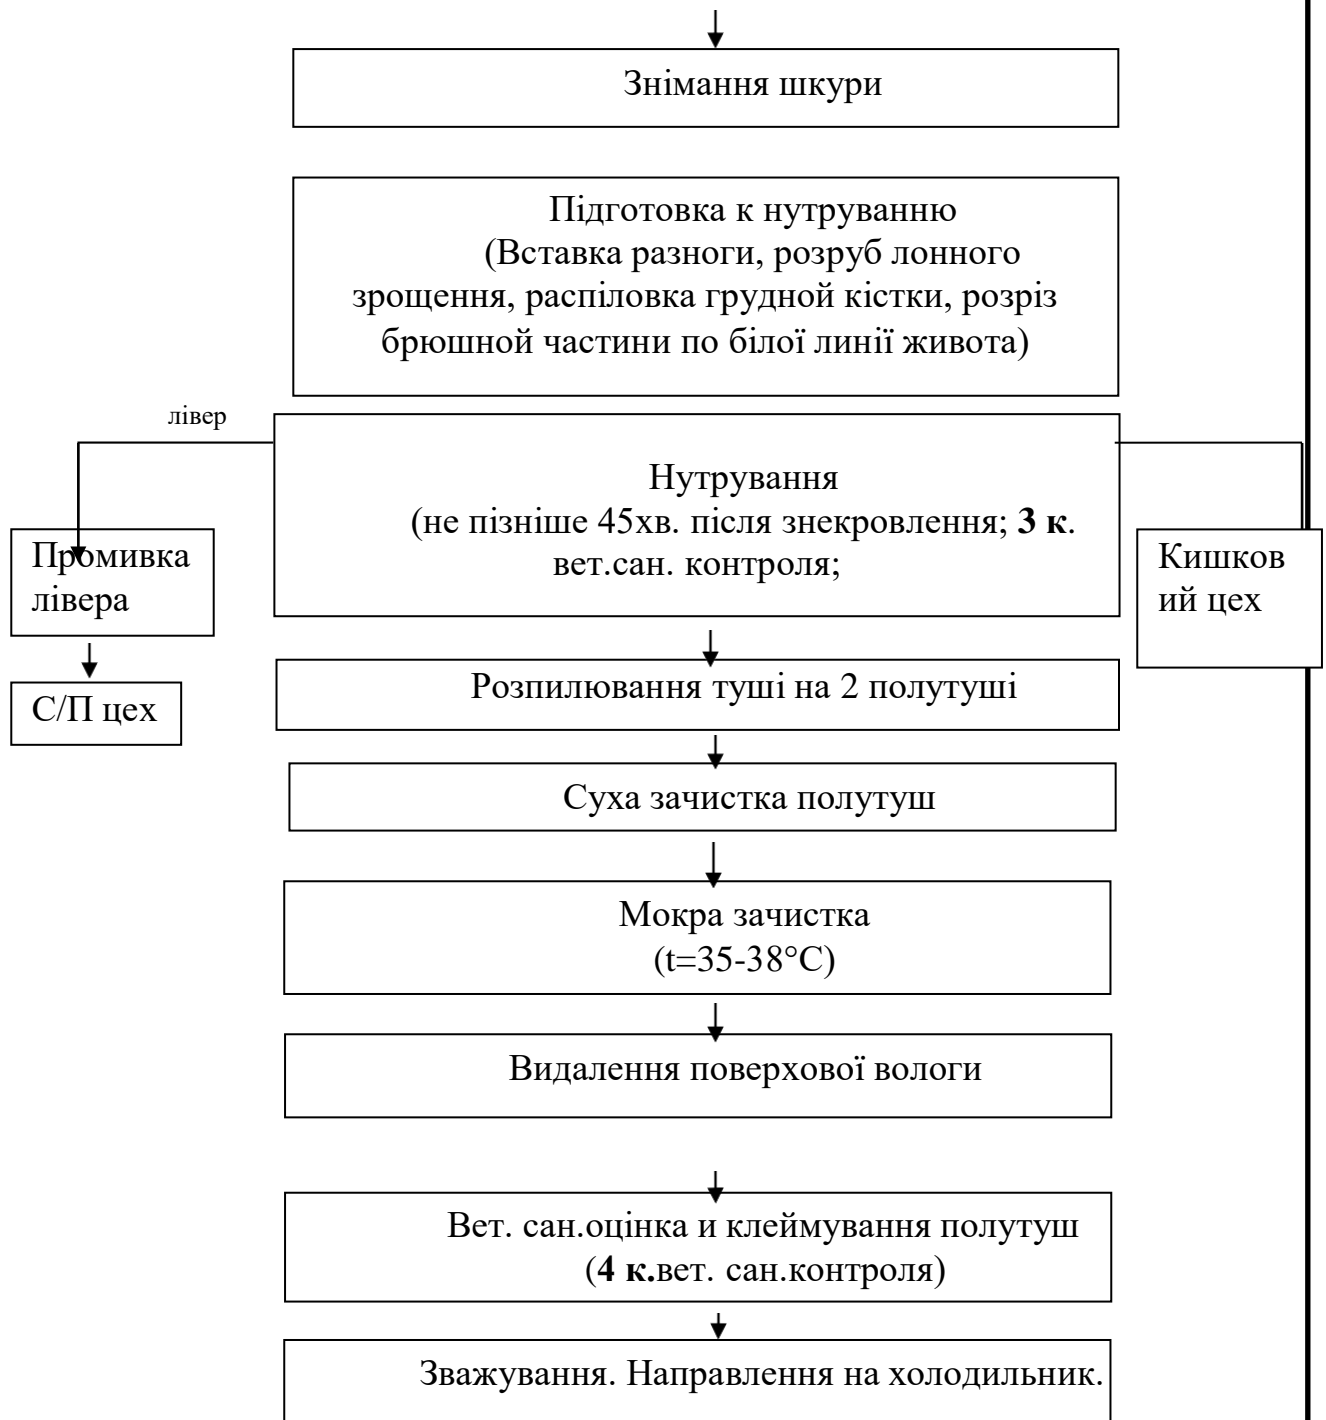 Знімання шкури
Підготовка к нутруванню
(Вставка разноги, розруб лонного
зрощення, распіловка грудной кістки, розріз
брюшной частини по білої линії живота)
лівер
Нутрування
(не пізніше 45хв. після знекровлення; 3 к.
вет.сан. контроля;
Промивка
лівера
Кишков
ий цех
С/П цех
Розпилювання туші на 2 полутуші
Суха зачистка полутуш
Мокра зачистка
(t=35-38°С)
Видалення поверхової вологи
Вет. сан.оцінка и клеймування полутуш
(4 к.вет. сан.контроля)
Зважування. Направлення на холодильник.